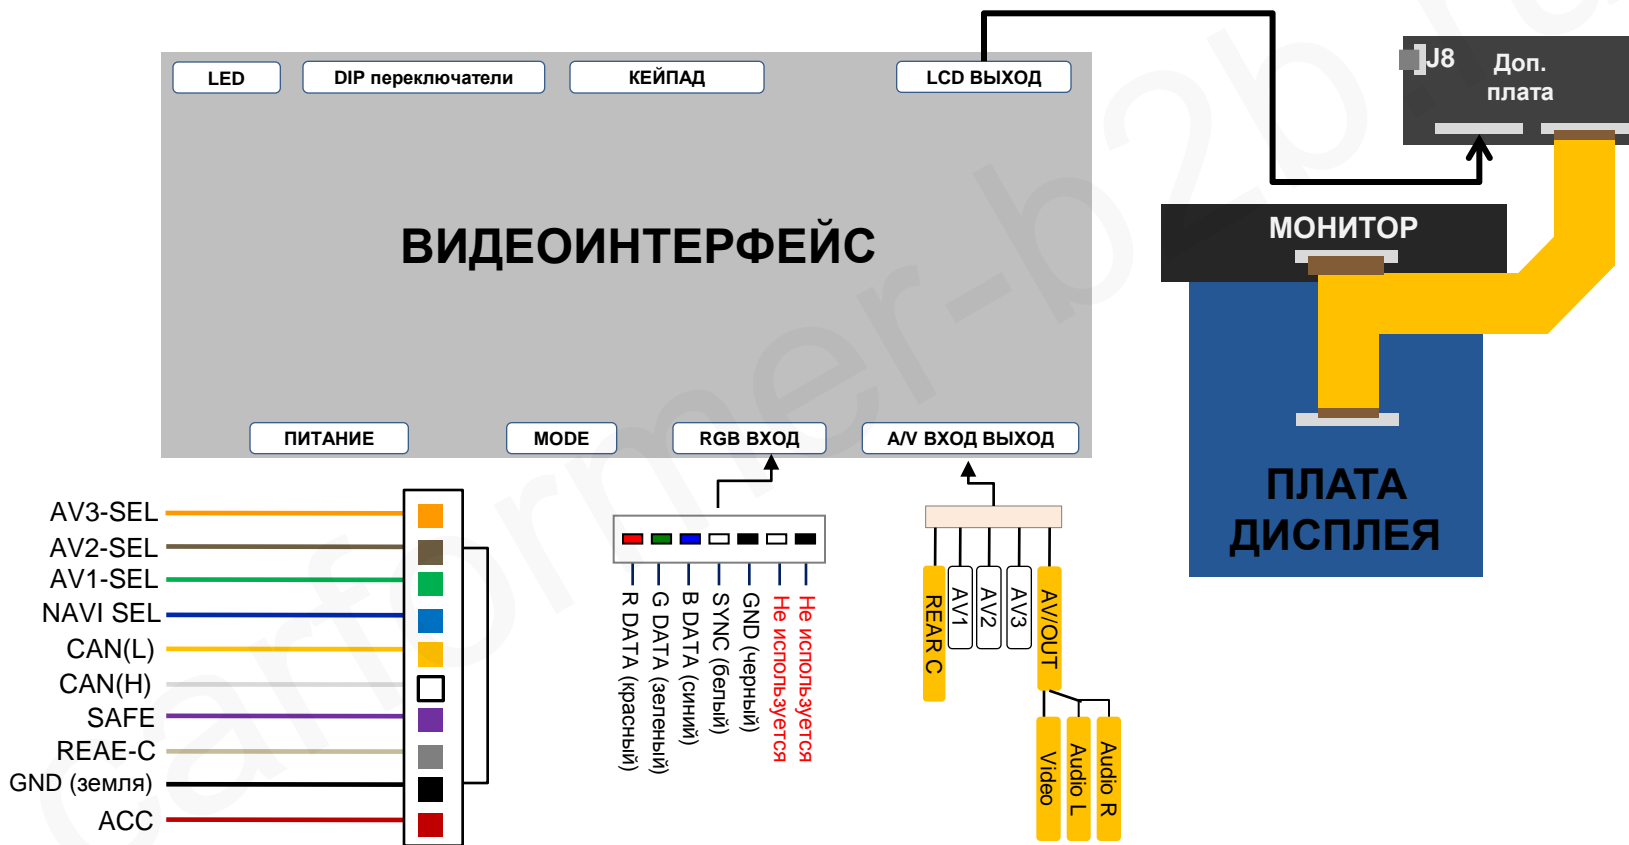 LED
DIP переключатели
КЕЙПАД
LCD ВЫХОД
J8
Доп.
плата
МОНИТОР
ВИДЕОИНТЕРФЕЙС
ПИТАНИЕ
MODE
RGB ВХОД
A/V ВХОД ВЫХОД
ПЛАТА
ДИСПЛЕЯ
AV3-SEL
AV2-SEL
AV1-SEL
NAVI SEL
CAN(L)
CAN(H)
SAFE
REAE-C
GND (земля)
ACC
R DATA (красный)
G DATA (зеленый)
B DATA (синий)
SYNC (белый)
GND (черный)
Не используется
Не используется
REAR C
AV1
AV2
AV3
AV/OUT
Video
Audio L
Audio R
carformer-b2b.ru